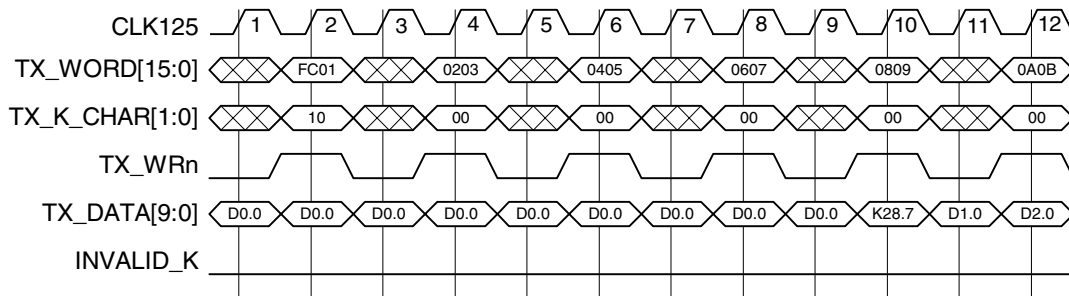 CLK125 1 2 3 4 5 6 7 8 9 10 11 12
TX_WORD[15:0] FC01 0203 0405 0607 0809 0A0B
TX_K_CHAR[1:0] 10 00 00 00 00 00
TX_WRn
TX_DATA[9:0] D0.0 D0.0 D0.0 D0.0 D0.0 D0.0 D0.0 D0.0 D0.0 K28.7 D1.0 D2.0
INVALID_K